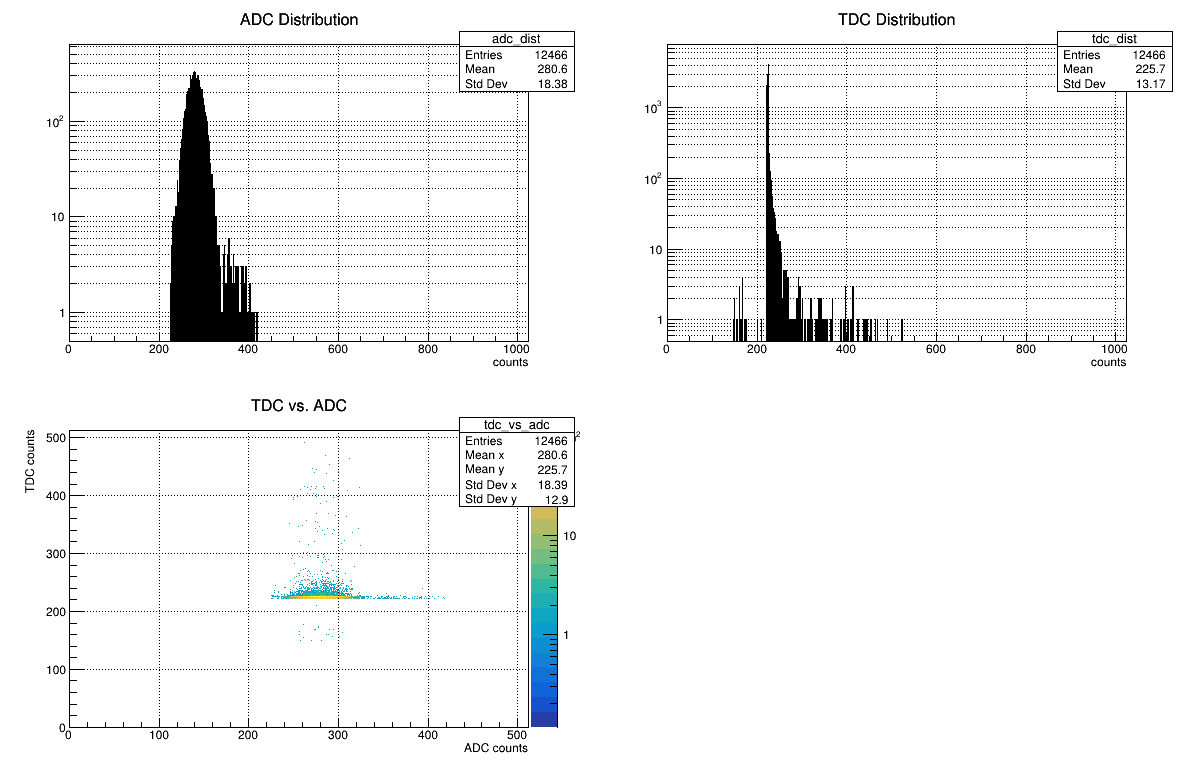 ADC Distribution
adc_dist
Entries 12466
Mean 280.6
Std Dev 18.38
10²
10
1
0 200 400 600 800 1000
counts
TDC Distribution
tdc_dist
Entries 12466
Mean 225.7
Std Dev 13.17
10³
10²
10
1
0 200 400 600 800 1000
counts
TDC vs. ADC
tdc_vs_adc
Entries 12466
Mean x 280.6
Mean y 225.7
Std Dev x 18.39
Std Dev y 12.9
TDC counts
500
400
300
200
100
0
0 100 200 300 400 500
ADC counts
2
10
1